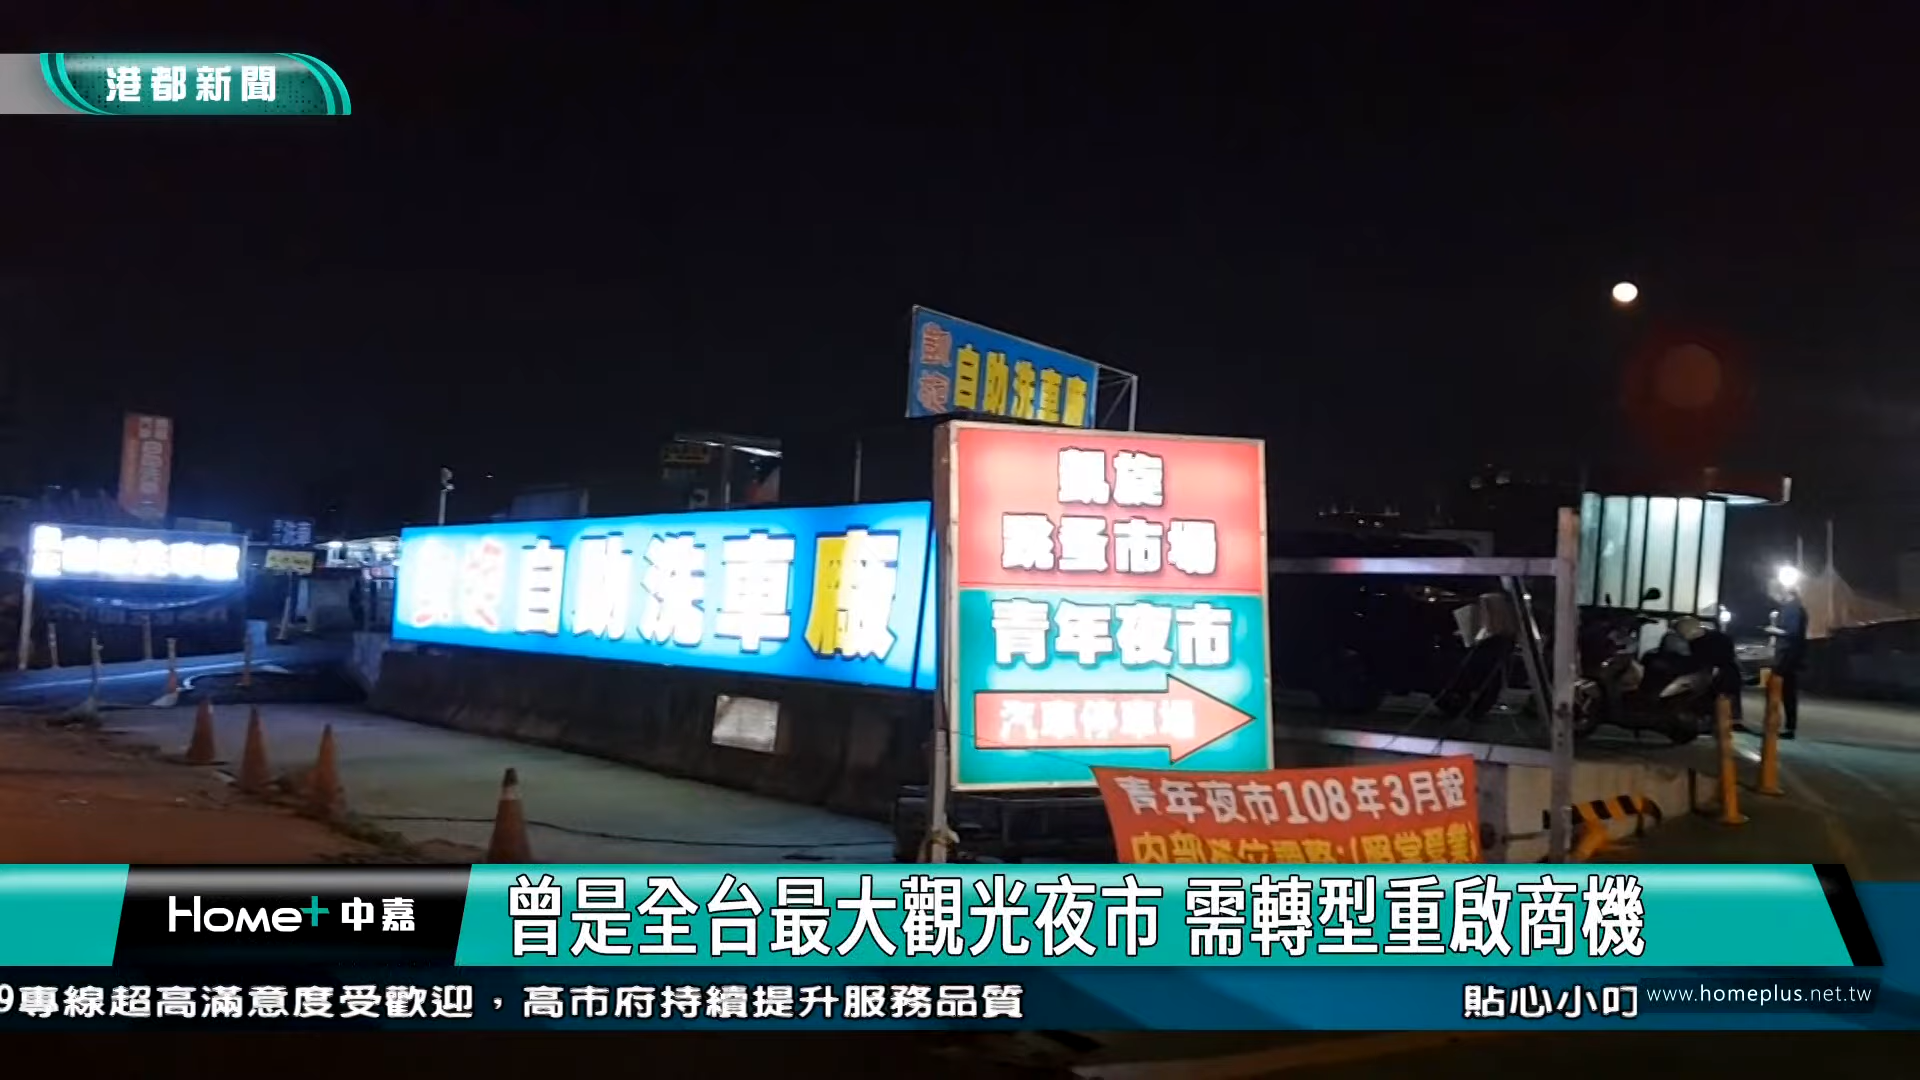 港都新聞
凱旋
自助洗車廠
凱旋
跳蚤市場
自助洗車廠
青年夜市
汽車停車場
青年夜市108年3月起
Home+ 中嘉
曾是全台最大觀光夜市 需轉型重啟商機
9專線超高滿意度受歡迎，高市府持續提升服務品質
貼心小叮
www.homeplus.net.tw